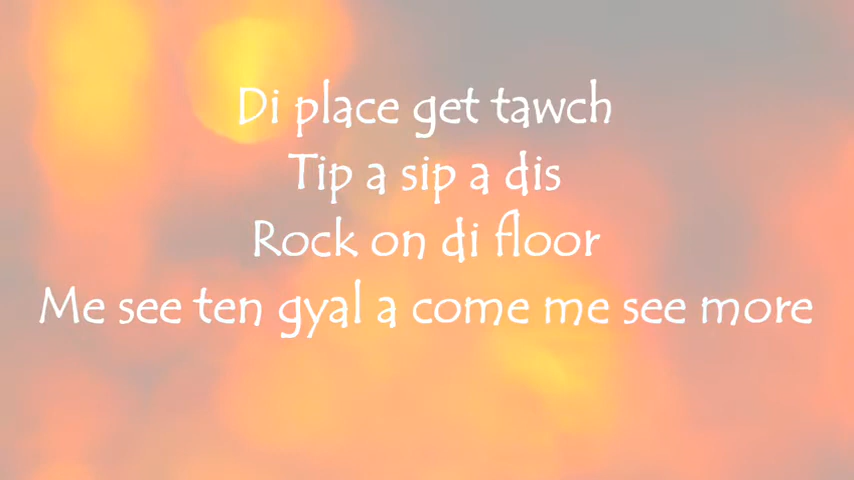 Di place get tawch
Tip a sip a dis
Rock on di floor
Me see ten gyal a come me see more